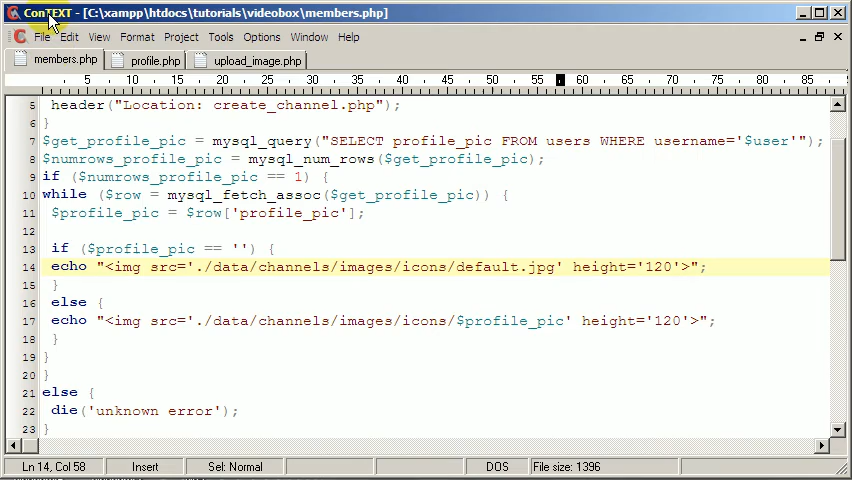 ConTEXT - [C:\xampp\htdocs\tutorials\videobox\members.php]
File Edit View Format Project Tools Options Window Help
members.php profile.php upload_image.php
5 10 15 20 25 30 35 40 45 50 55 60 65 70 75 80 85
5 header("Location: create_channel.php");
6 }
7 $get_profile_pic = mysql_query("SELECT profile_pic FROM users WHERE username='$user'");
8 $numrows_profile_pic = mysql_num_rows($get_profile_pic);
9 if ($numrows_profile_pic == 1) {
10 while ($row = mysql_fetch_assoc($get_profile_pic)) {
11 $profile_pic = $row['profile_pic'];
12
13 if ($profile_pic == '') {
14 echo "<img src='./data/channels/images/icons/default.jpg' height='120'>";
15 }
16 else {
17 echo "<img src='./data/channels/images/icons/$profile_pic' height='120'>";
18 }
19 }
20 }
21 else {
22 die('unknown error');
23 }
Ln 14, Col 58 Insert Sel: Normal DOS File size: 1396